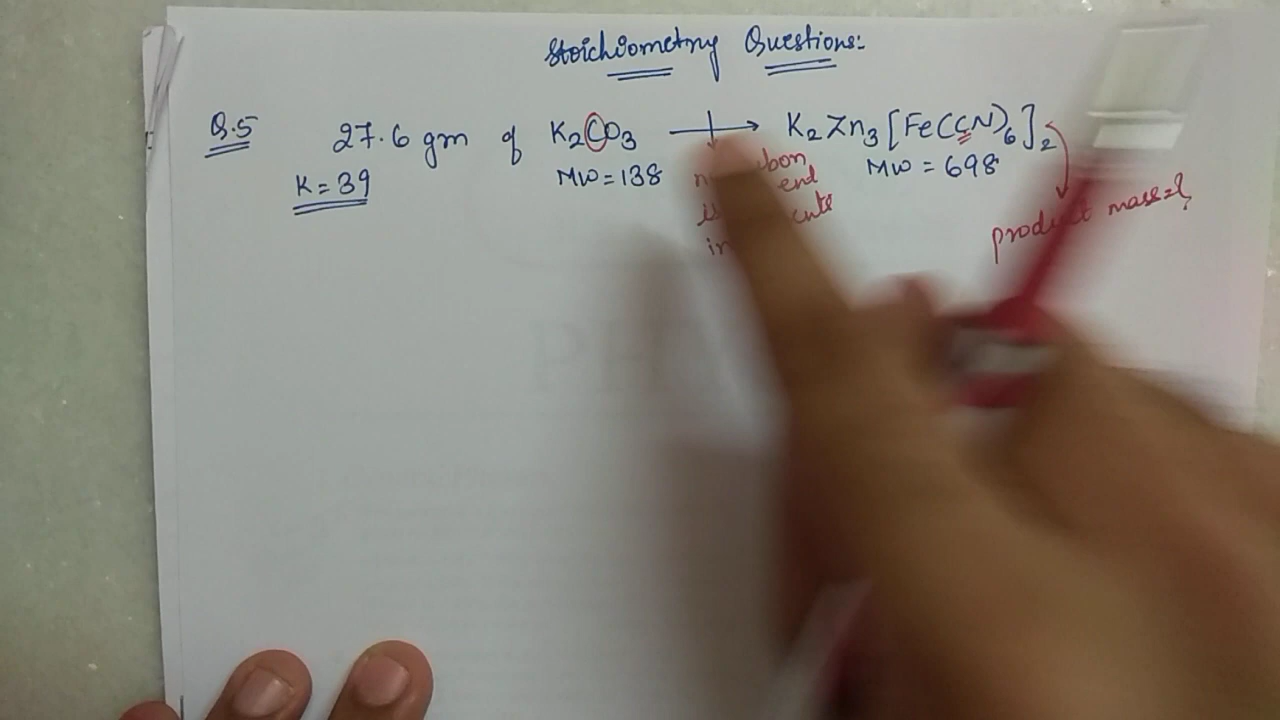 Stoichiometry Questions:
Q.5 27.6 gm of K2CO3 → K2Zn3[Fe(CN)6]2
K = 39 MW = 138 MW = 698
end
product mass = ?